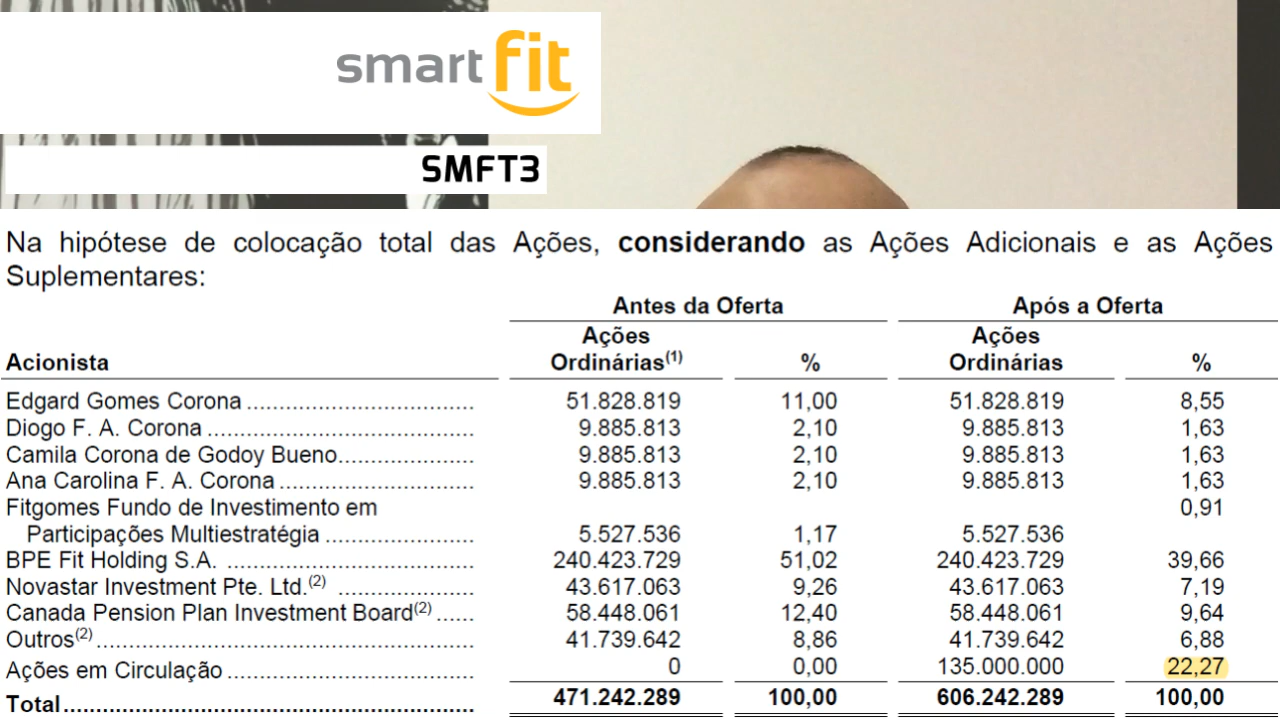 smart fit
SMFT3
Na hipótese de colocação total das Ações, considerando as Ações Adicionais e as Ações
Suplementares:
Antes da Oferta Após a Oferta
Acionista Ações Ordinárias(1) % Ações Ordinárias %
Edgard Gomes Corona 51.828.819 11,00 51.828.819 8,55
Diogo F. A. Corona 9.885.813 2,10 9.885.813 1,63
Camila Corona de Godoy Bueno 9.885.813 2,10 9.885.813 1,63
Ana Carolina F. A. Corona 9.885.813 2,10 9.885.813 1,63
Fitgomes Fundo de Investimento em 0,91
Participações Multiestratégia 5.527.536 1,17 5.527.536
BPE Fit Holding S.A. 240.423.729 51,02 240.423.729 39,66
Novastar Investment Pte. Ltd.(2) 43.617.063 9,26 43.617.063 7,19
Canada Pension Plan Investment Board(2) 58.448.061 12,40 58.448.061 9,64
Outros(2) 41.739.642 8,86 41.739.642 6,88
Ações em Circulação 0 0,00 135.000.000 22,27
Total 471.242.289 100,00 606.242.289 100,00